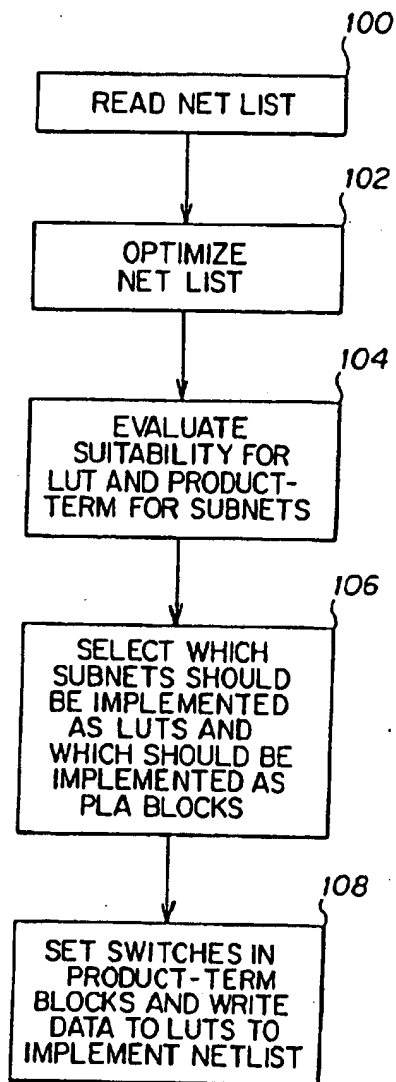 100
READ NET LIST
102
OPTIMIZE
NET LIST
104
EVALUATE
SUITABILITY FOR
LUT AND PRODUCT-
TERM FOR SUBNETS
106
SELECT WHICH
SUBNETS SHOULD
BE IMPLEMENTED
AS LUTS AND
WHICH SHOULD BE
IMPLEMENTED AS
PLA BLOCKS
108
SET SWITCHES IN
PRODUCT-TERM
BLOCKS AND WRITE
DATA TO LUTS TO
IMPLEMENT NETLIST